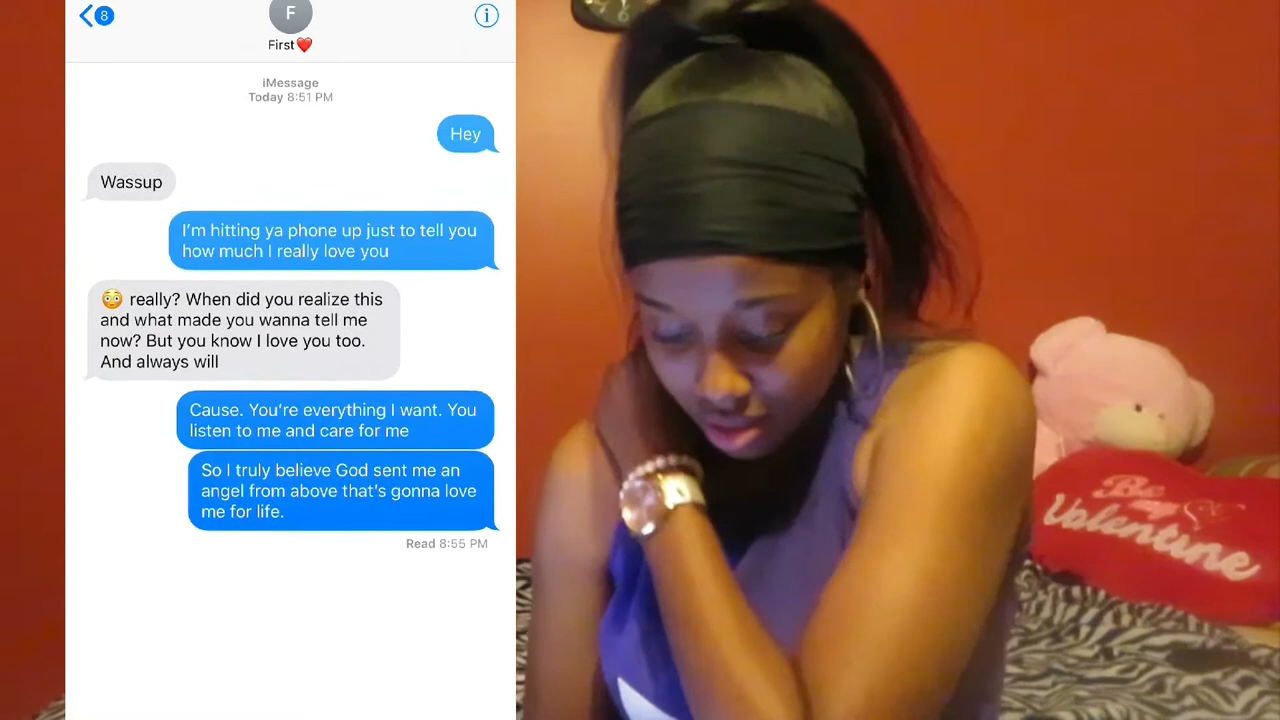 8
F
First❤️
iMessage
Today 8:51 PM
Hey
Wassup
I'm hitting ya phone up just to tell you
how much I really love you
😳 really? When did you realize this
and what made you wanna tell me
now? But you know I love you too.
And always will
Cause. You're everything I want. You
listen to me and care for me
So I truly believe God sent me an
angel from above that's gonna love
me for life.
Read 8:55 PM
Be
my
Valentine